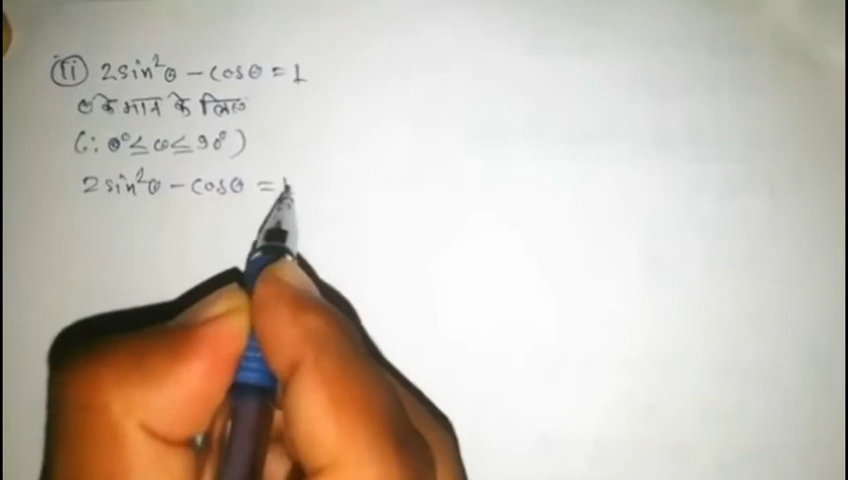 (ii) 2sin²θ - cosθ = 1
θ के मान के लिए
(∵ 0° ≤ θ ≤ 90°)
2sin²θ - cosθ = 1